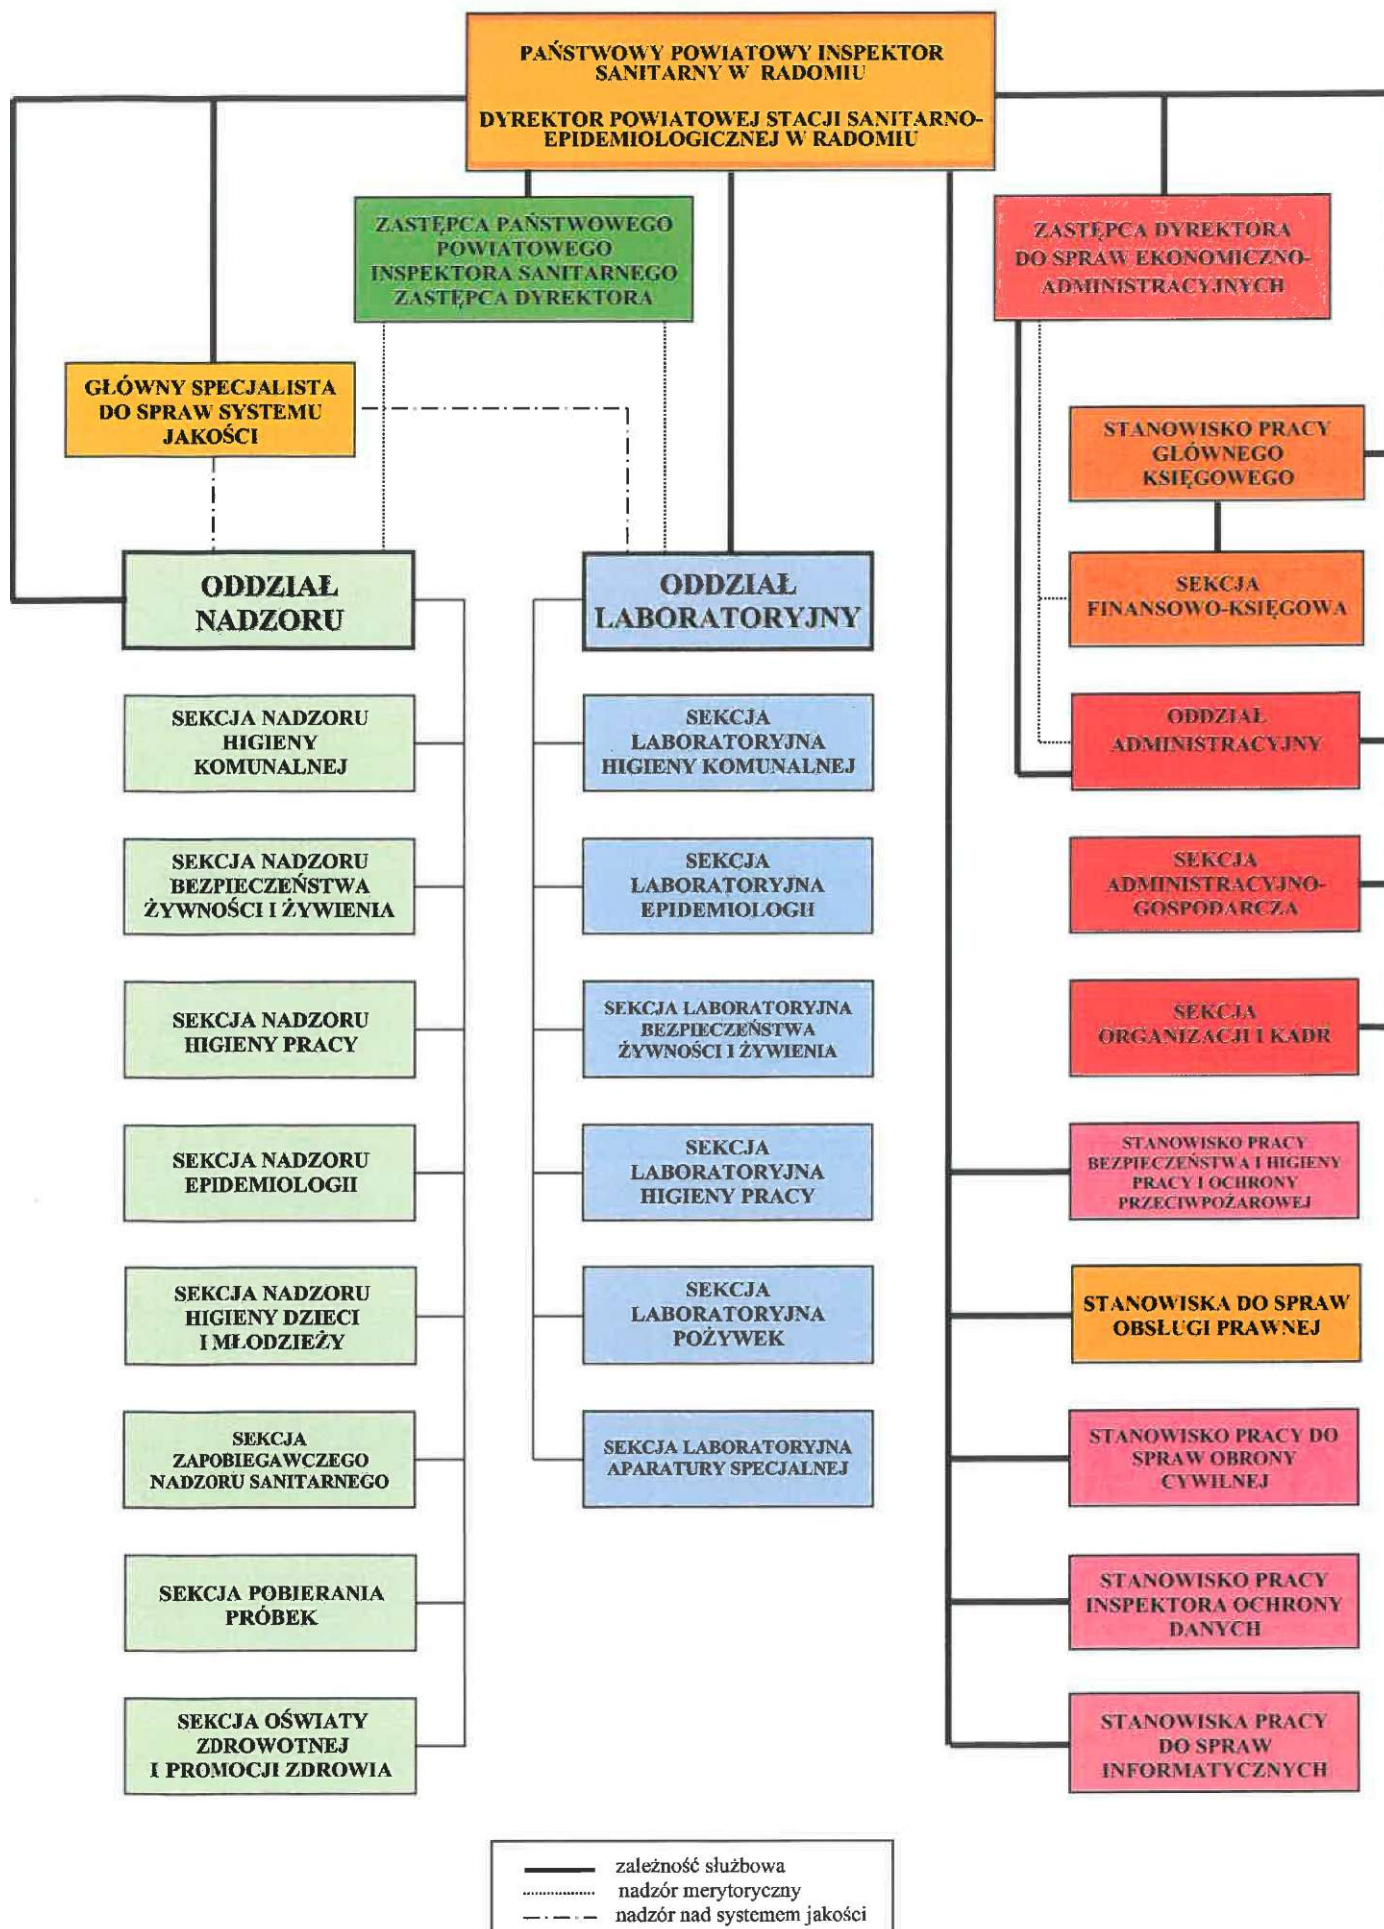 PAŃSTWOWY POWIATOWY INSPEKTOR
SANITARNY W RADOMIU
DYREKTOR POWIATOWEJ STACJI SANITARNO-
EPIDEMIOLOGICZNEJ W RADOMIU
ZASTĘPCA PAŃSTWOWEGO
POWIATOWEGO
INSPEKTORA SANITARNEGO
ZASTĘPCA DYREKTORA
ZASTĘPCA DYREKTORA
DO SPRAW EKONOMICZNO-
ADMINISTRACYJNYCH
GŁÓWNY SPECJALISTA
DO SPRAW SYSTEMU
JAKOŚCI
STANOWISKO PRACY
GŁÓWNEGO
KSIĘGOWEGO
ODDZIAŁ
NADZORU
ODDZIAŁ
LABORATORYJNY
SEKCJA
FINANSOWO-KSIĘGOWA
SEKCJA NADZORU
HIGIENY
KOMUNALNEJ
SEKCJA
LABORATORYJNA
HIGIENY KOMUNALNEJ
ODDZIAŁ
ADMINISTRACYJNY
SEKCJA NADZORU
BEZPIECZEŃSTWA
ŻYWNOŚCI I ŻYWIENIA
SEKCJA
LABORATORYJNA
EPIDEMIOLOGII
SEKCJA
ADMINISTRACYJNO-
GOSPODARCZA
SEKCJA NADZORU
HIGIENY PRACY
SEKCJA LABORATORYJNA
BEZPIECZEŃSTWA
ŻYWNOŚCI I ŻYWIENIA
SEKCJA
ORGANIZACJI I KADR
SEKCJA NADZORU
EPIDEMIOLOGII
SEKCJA
LABORATORYJNA
HIGIENY PRACY
STANOWISKO PRACY
BEZPIECZEŃSTWA I HIGIENY
PRACY I OCHRONY
PRZECIWPOŻAROWEJ
SEKCJA NADZORU
HIGIENY DZIECI
I MŁODZIEŻY
SEKCJA
LABORATORYJNA
POŻYWEK
STANOWISKA DO SPRAW
OBSŁUGI PRAWNEJ
SEKCJA
ZAPOBIEGAWCZEGO
NADZORU SANITARNEGO
SEKCJA LABORATORYJNA
APARATURY SPECJALNEJ
STANOWISKO PRACY DO
SPRAW OBRONY
CYWILNEJ
SEKCJA POBIERANIA
PRÓBEK
STANOWISKO PRACY
INSPEKTORA OCHRONY
DANYCH
SEKCJA OŚWIATY
ZDROWOTNEJ
I PROMOCJI ZDROWIA
STANOWISKA PRACY
DO SPRAW
INFORMATYCZNYCH
zależność służbowa
nadzór merytoryczny
nadzór nad systemem jakości